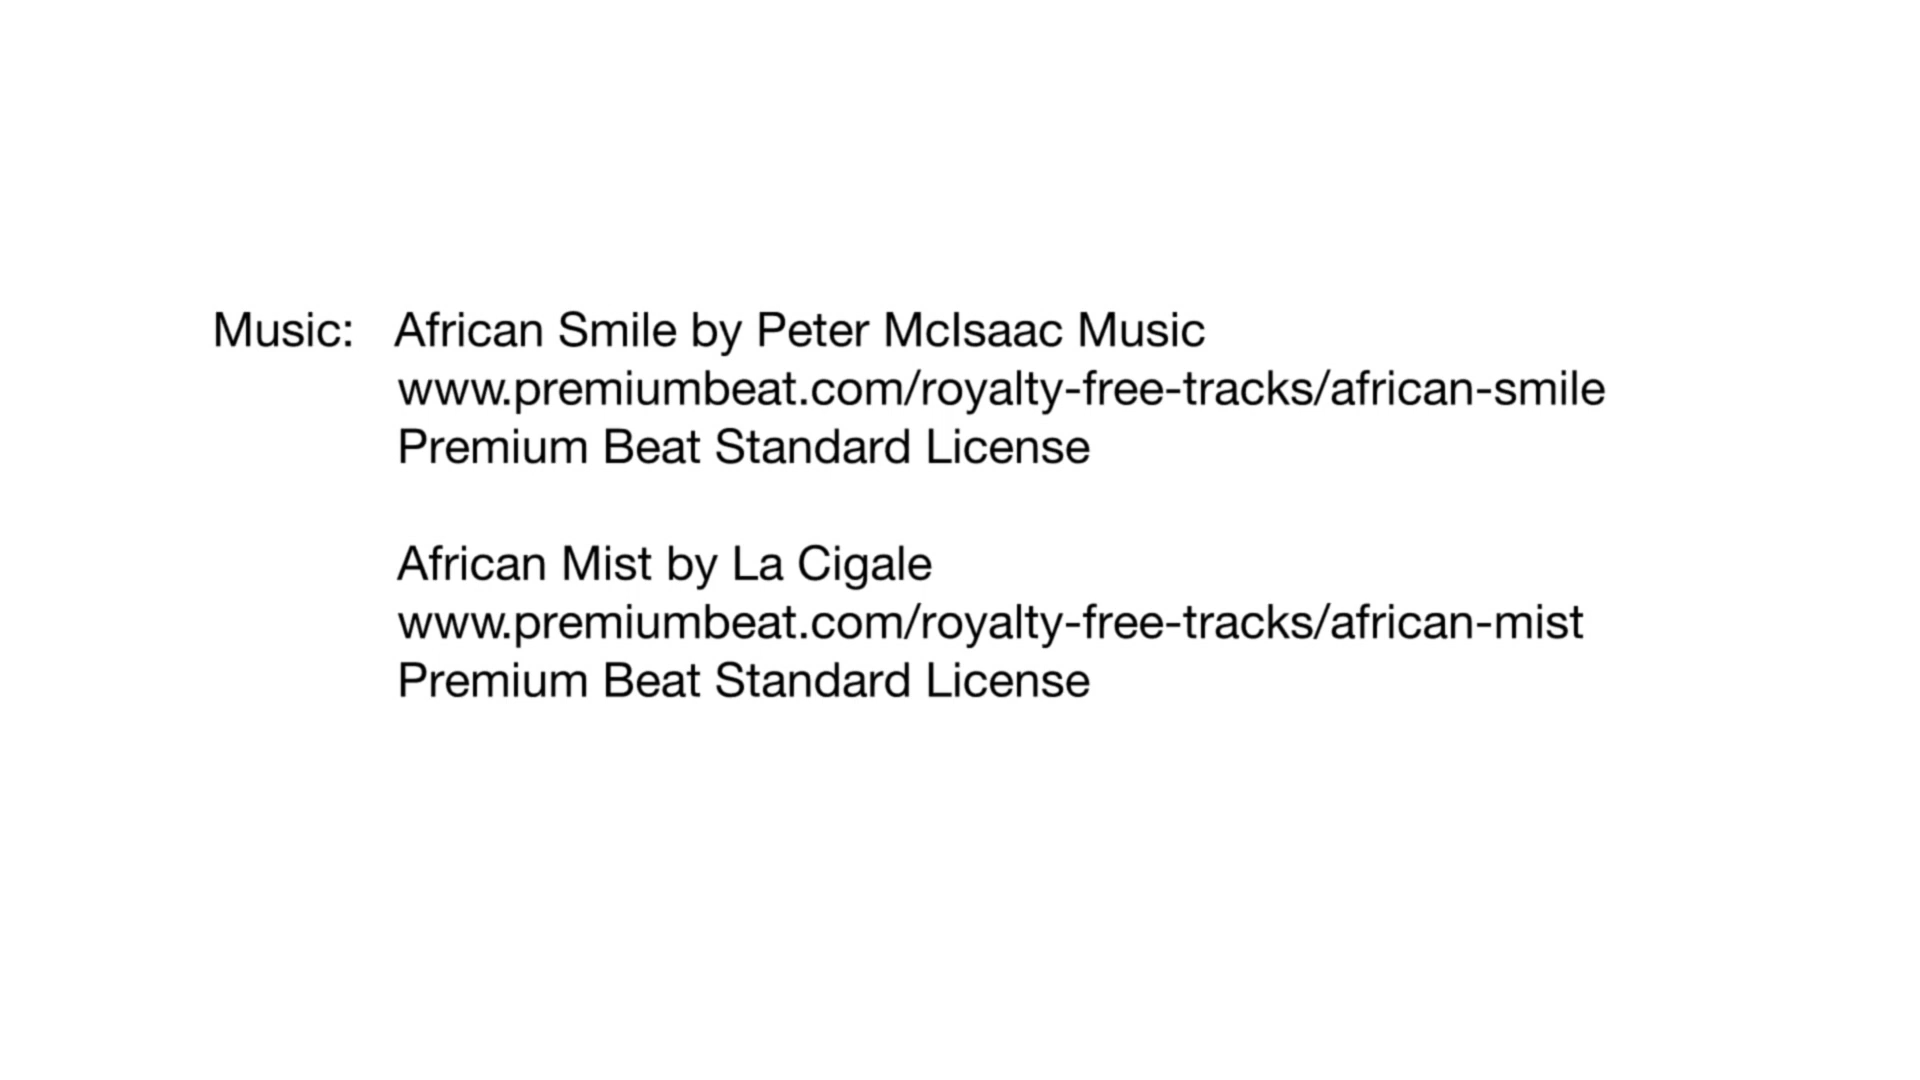 Music: African Smile by Peter McIsaac Music
www.premiumbeat.com/royalty-free-tracks/african-smile
Premium Beat Standard License
African Mist by La Cigale
www.premiumbeat.com/royalty-free-tracks/african-mist
Premium Beat Standard License